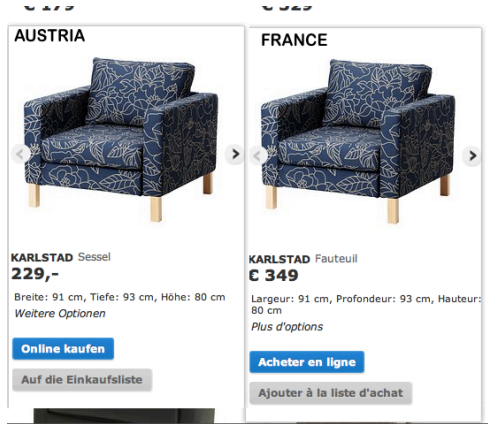 € 179
€ 329
AUSTRIA
FRANCE
KARLSTAD Sessel
229,-
Breite: 91 cm, Tiefe: 93 cm, Höhe: 80 cm
Weitere Optionen
Online kaufen
Auf die Einkaufsliste
KARLSTAD Fauteuil
€ 349
Largeur: 91 cm, Profondeur: 93 cm, Hauteur:
80 cm
Plus d'options
Acheter en ligne
Ajouter à la liste d'achat